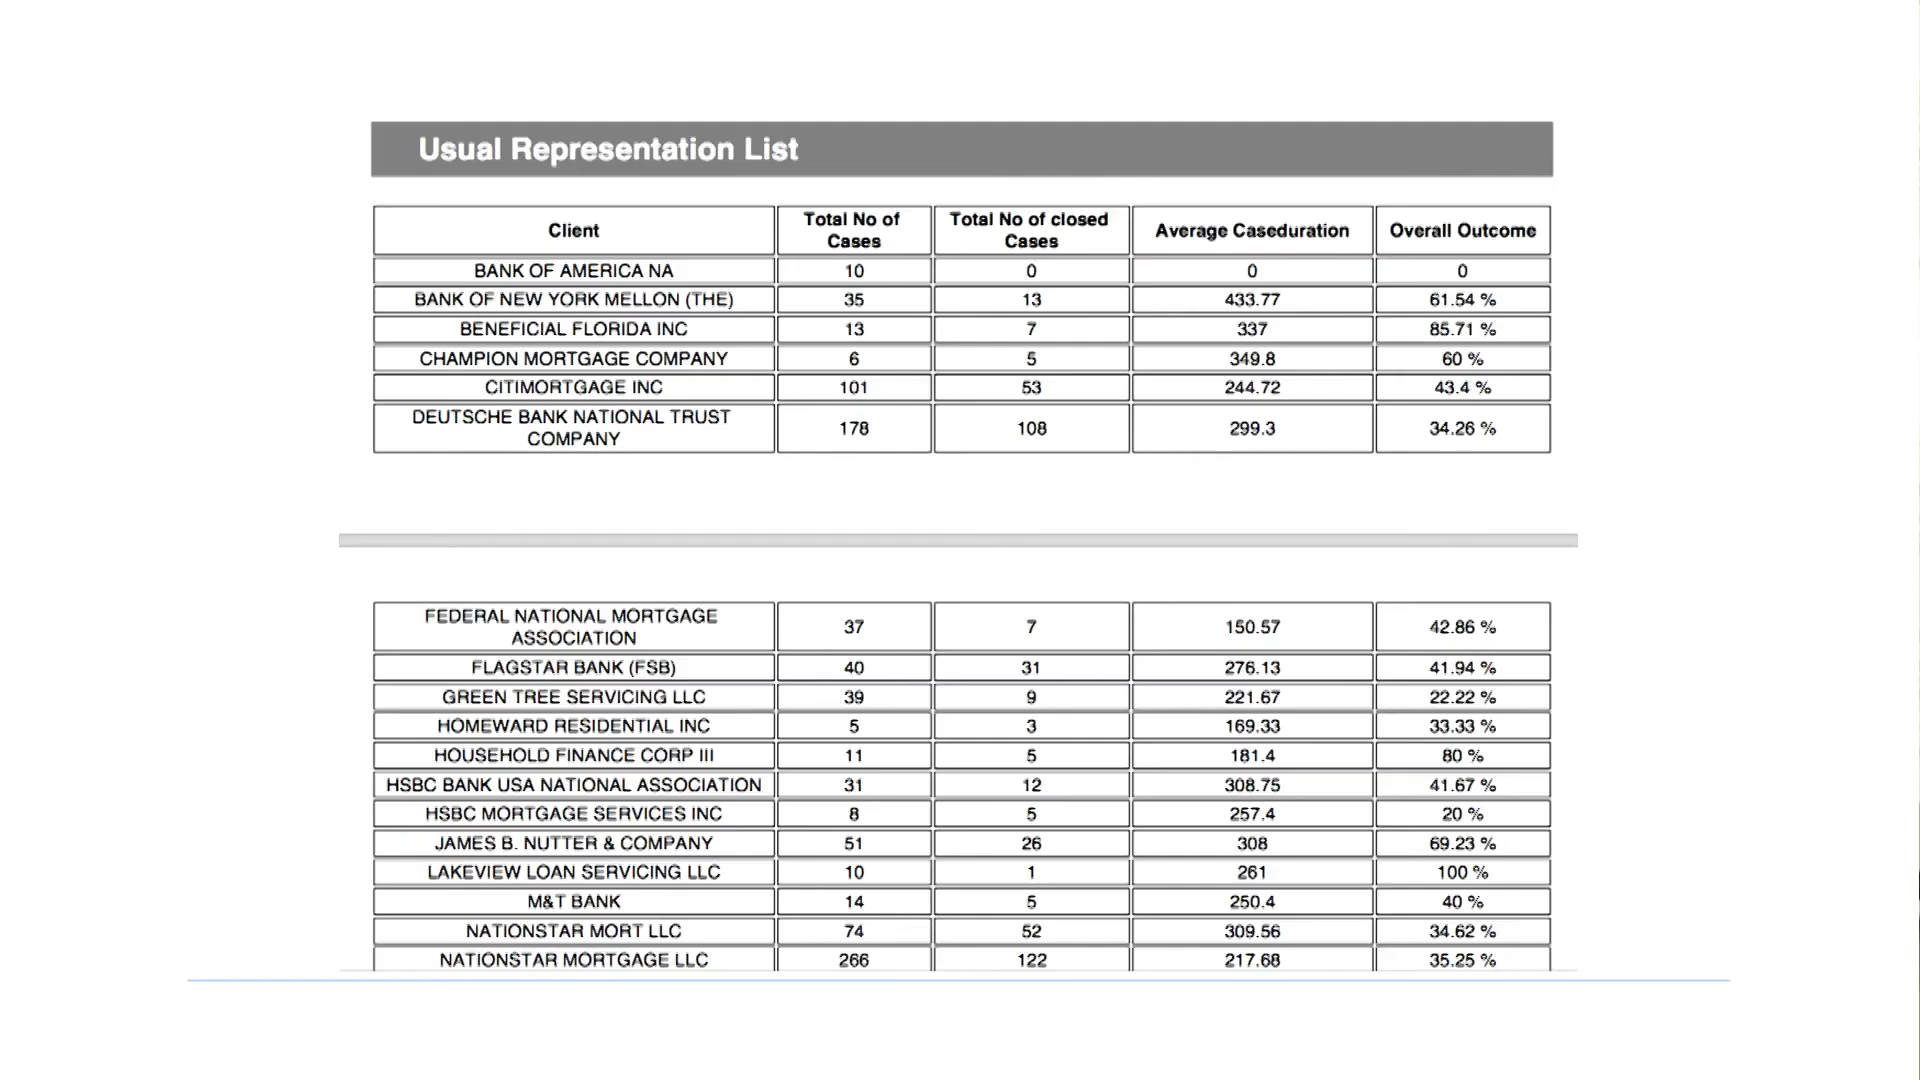 Usual Representation List
Client Total No of Cases Total No of closed Cases Average Caseduration Overall Outcome
BANK OF AMERICA NA 10 0 0 0
BANK OF NEW YORK MELLON (THE) 35 13 433.77 61.54 %
BENEFICIAL FLORIDA INC 13 7 337 85.71 %
CHAMPION MORTGAGE COMPANY 6 5 349.8 60 %
CITIMORTGAGE INC 101 53 244.72 43.4 %
DEUTSCHE BANK NATIONAL TRUST COMPANY 178 108 299.3 34.26 %
FEDERAL NATIONAL MORTGAGE ASSOCIATION 37 7 150.57 42.86 %
FLAGSTAR BANK (FSB) 40 31 276.13 41.94 %
GREEN TREE SERVICING LLC 39 9 221.67 22.22 %
HOMEWARD RESIDENTIAL INC 5 3 169.33 33.33 %
HOUSEHOLD FINANCE CORP III 11 5 181.4 80 %
HSBC BANK USA NATIONAL ASSOCIATION 31 12 308.75 41.67 %
HSBC MORTGAGE SERVICES INC 8 5 257.4 20 %
JAMES B. NUTTER & COMPANY 51 26 308 69.23 %
LAKEVIEW LOAN SERVICING LLC 10 1 261 100 %
M&T BANK 14 5 250.4 40 %
NATIONSTAR MORT LLC 74 52 309.56 34.62 %
NATIONSTAR MORTGAGE LLC 266 122 217.68 35.25 %